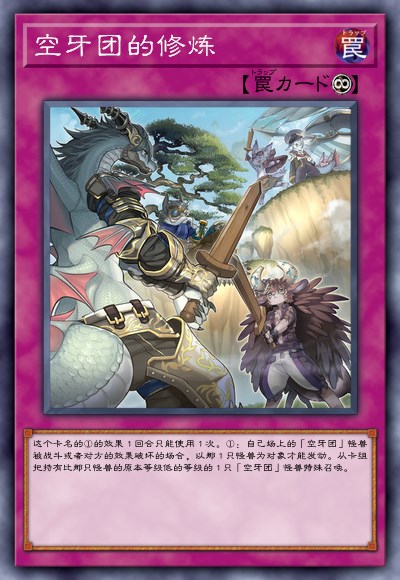 空牙团的修炼
トラップ
罠
トラップ
【罠カード】
这个卡名的①的效果1回合只能使用1次。①：自己场上的「空牙团」怪兽
被战斗或者对方的效果破坏的场合，以那1只怪兽为对象才能发动。从卡组
把持有比那只怪兽的原本等级低的等级的1只「空牙团」怪兽特殊召唤。